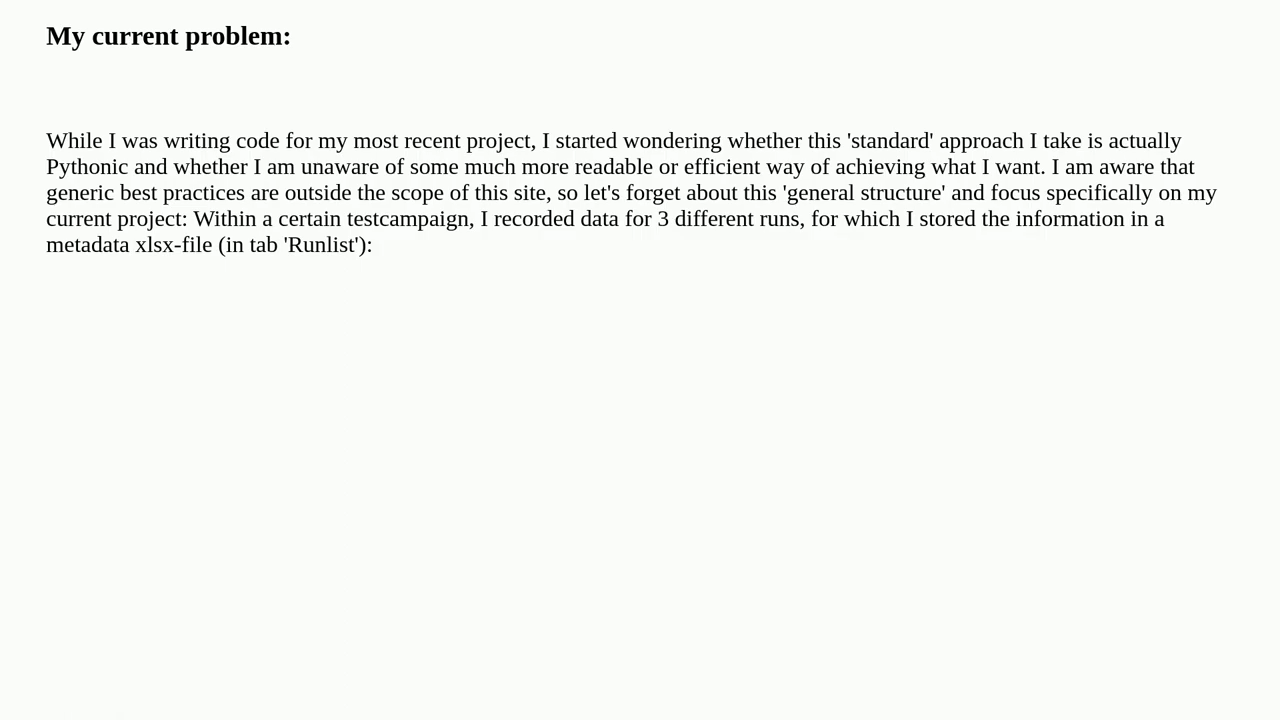 My current problem:
While I was writing code for my most recent project, I started wondering whether this 'standard' approach I take is actually
Pythonic and whether I am unaware of some much more readable or efficient way of achieving what I want. I am aware that
generic best practices are outside the scope of this site, so let's forget about this 'general structure' and focus specifically on my
current project: Within a certain testcampaign, I recorded data for 3 different runs, for which I stored the information in a
metadata xlsx-file (in tab 'Runlist'):